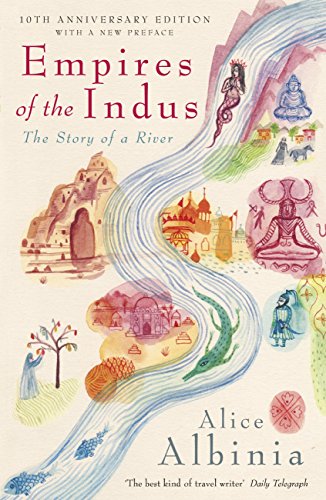 10TH ANNIVERSARY EDITION
WITH A NEW PREFACE
Empires
of the Indus
The Story of a River
Alice
Albinia
'The best kind of travel writer' Daily Telegraph